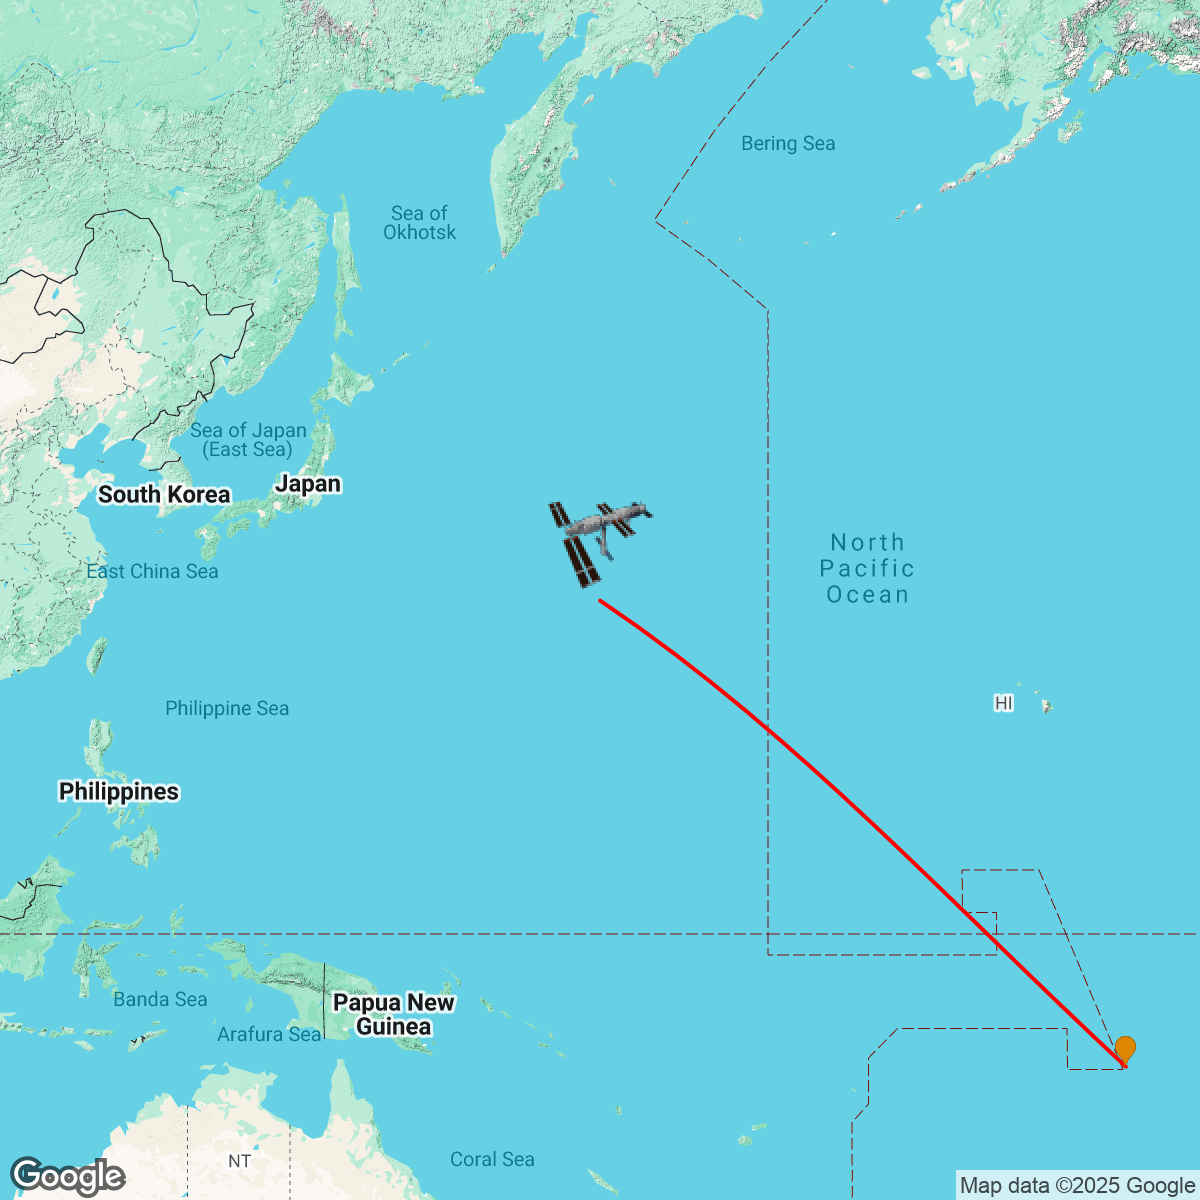 Bering Sea
Sea of
Okhotsk
Sea of Japan
(East Sea)
Japan
South Korea
North
Pacific
Ocean
East China Sea
HI
Philippine Sea
Philippines
Banda Sea
Papua New
Guinea
Arafura Sea
NT
Coral Sea
Google
Map data ©2025 Google